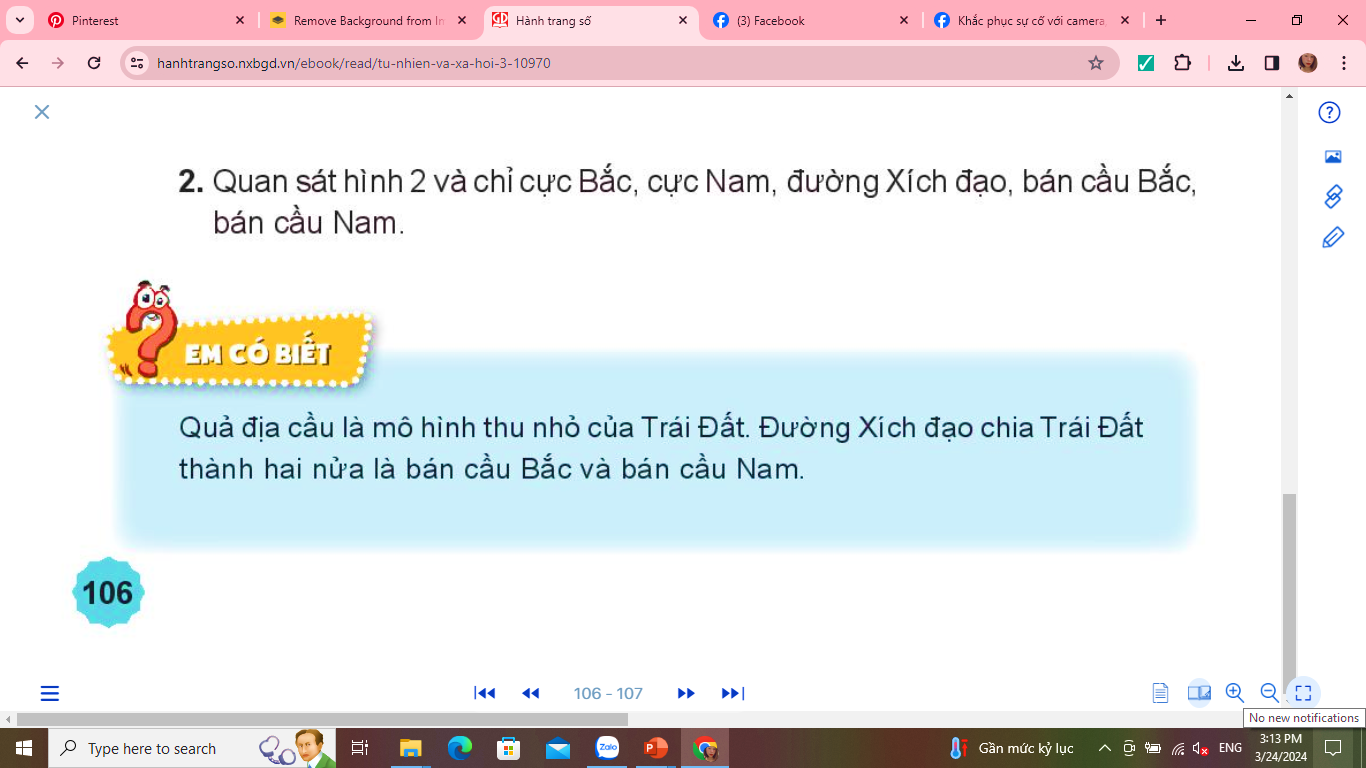 Pinterest
Remove Background from Im
Hành trang số
(3) Facebook
Khắc phục sự cố với camera,
hanhtrangso.nxbgd.vn/ebook/read/tu-nhien-va-xa-hoi-3-10970
2. Quan sát hình 2 và chỉ cực Bắc, cực Nam, đường Xích đạo, bán cầu Bắc,
bán cầu Nam.
EM CÓ BIẾT
Quả địa cầu là mô hình thu nhỏ của Trái Đất. Đường Xích đạo chia Trái Đất
thành hai nửa là bán cầu Bắc và bán cầu Nam.
106
106 - 107
No new notifications
Type here to search
Zalo
Gần mức kỷ lục
ENG
3:13 PM
3/24/2024